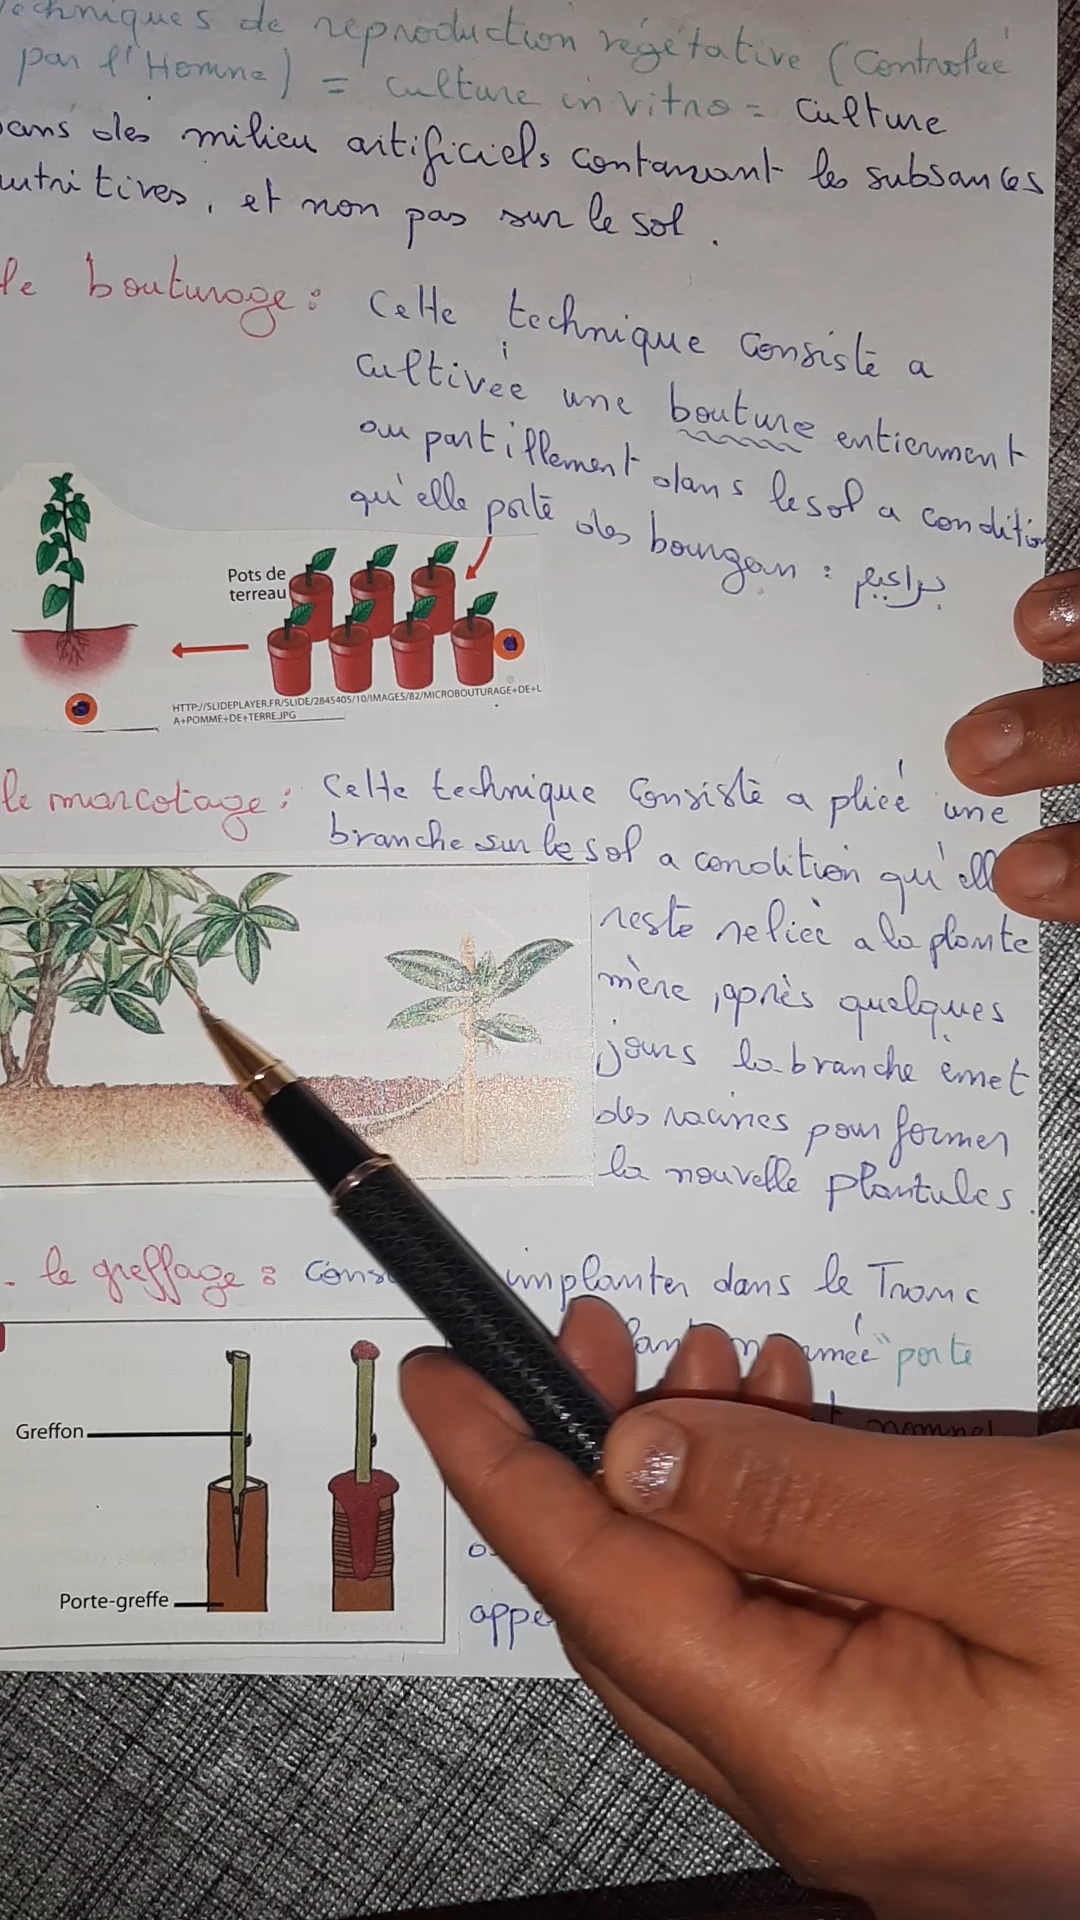 techniques de reproduction végétative (Controleé
par l'Homme) = culture in vitro = Culture
dans des milieu artificiels contanant les subsances
nutritives, et non pas sur le sol.
le bouturage : Cette technique consiste a
cultivée une bouture entierment
ou partillement dans le sol a condition
qu'elle porte des bourgeon : براعيم
Pots de
terreau
HTTP://SLIDEPLAYER.FR/SLIDE/2845405/10/IMAGES/82/MICROBOUTURAGE+DE+L
A+POMME+DE+TERRE.JPG
le marcotage : Cette technique Consiste a pliée une
branche sur le sol a condition qu'elle
reste reliée a la plante
mère, après quelques
jours la branche émet
des racines pour former
la nouvelle plantules.
- le greffage : implanter dans le Tronc
porte
Greffon
Porte-greffe